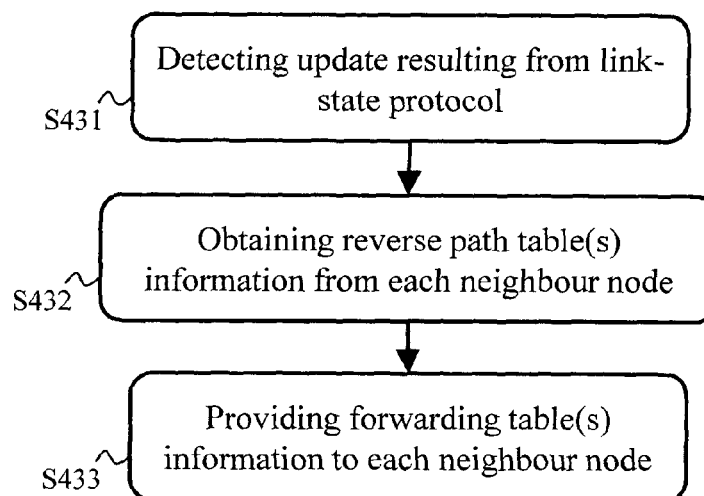 Detecting update resulting from link-
state protocol
S431
Obtaining reverse path table(s)
information from each neighbour node
S432
Providing forwarding table(s)
information to each neighbour node
S433